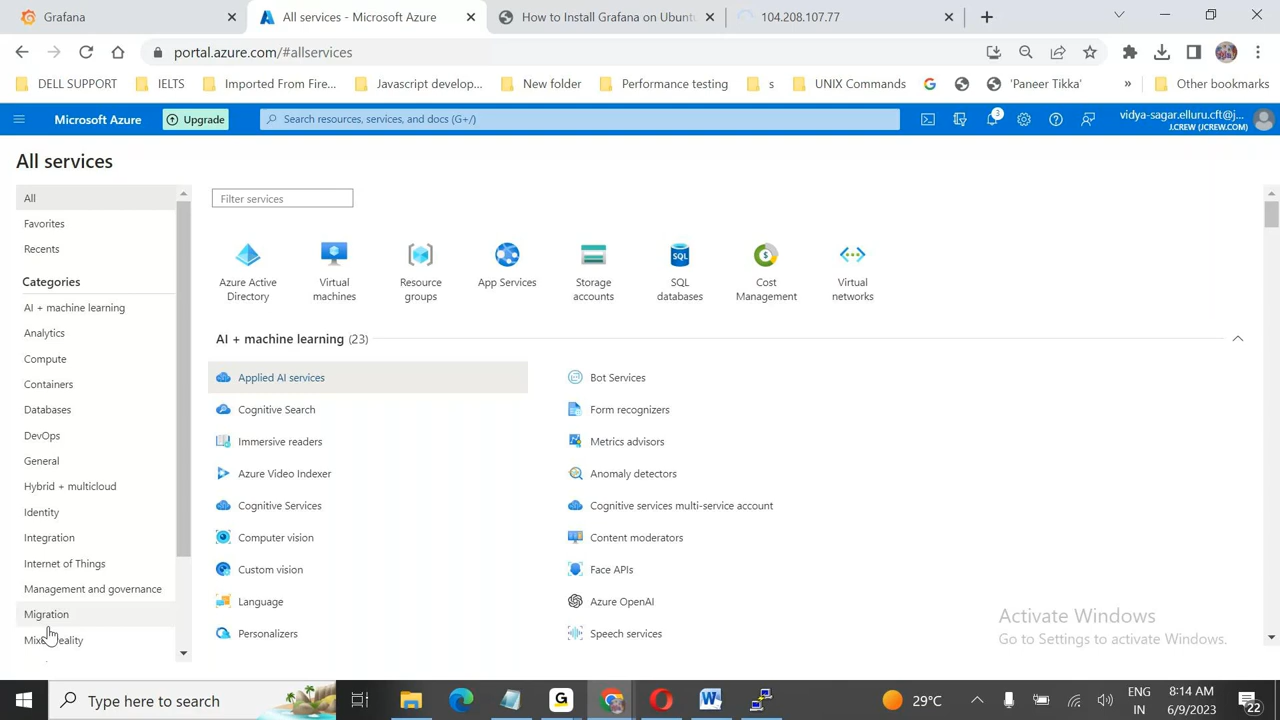 Grafana
All services - Microsoft Azure
How to Install Grafana on Ubuntu
104.208.107.77
portal.azure.com/#allservices
DELL SUPPORT
IELTS
Imported From Fire...
Javascript develop...
New folder
Performance testing
s
UNIX Commands
'Paneer Tikka'
»
Other bookmarks
Microsoft Azure
Upgrade
Search resources, services, and docs (G+/)
3
vidya-sagar.elluru.cft@j...
J.CREW (JCREW.COM)
All services
All
Favorites
Recents
Categories
AI + machine learning
Analytics
Compute
Containers
Databases
DevOps
General
Hybrid + multicloud
Identity
Integration
Internet of Things
Management and governance
Migration
Mixed reality
Filter services
Azure Active
Directory
Virtual
machines
Resource
groups
App Services
Storage
accounts
SQL
SQL
databases
Cost
Management
Virtual
networks
AI + machine learning (23)
Applied AI services
Bot Services
Cognitive Search
Form recognizers
Immersive readers
Metrics advisors
Azure Video Indexer
Anomaly detectors
Cognitive Services
Cognitive services multi-service account
Computer vision
Content moderators
Custom vision
Face APIs
Language
Azure OpenAI
Personalizers
Speech services
Activate Windows
Go to Settings to activate Windows.
Type here to search
29°C
ENG
IN
8:14 AM
6/9/2023
22